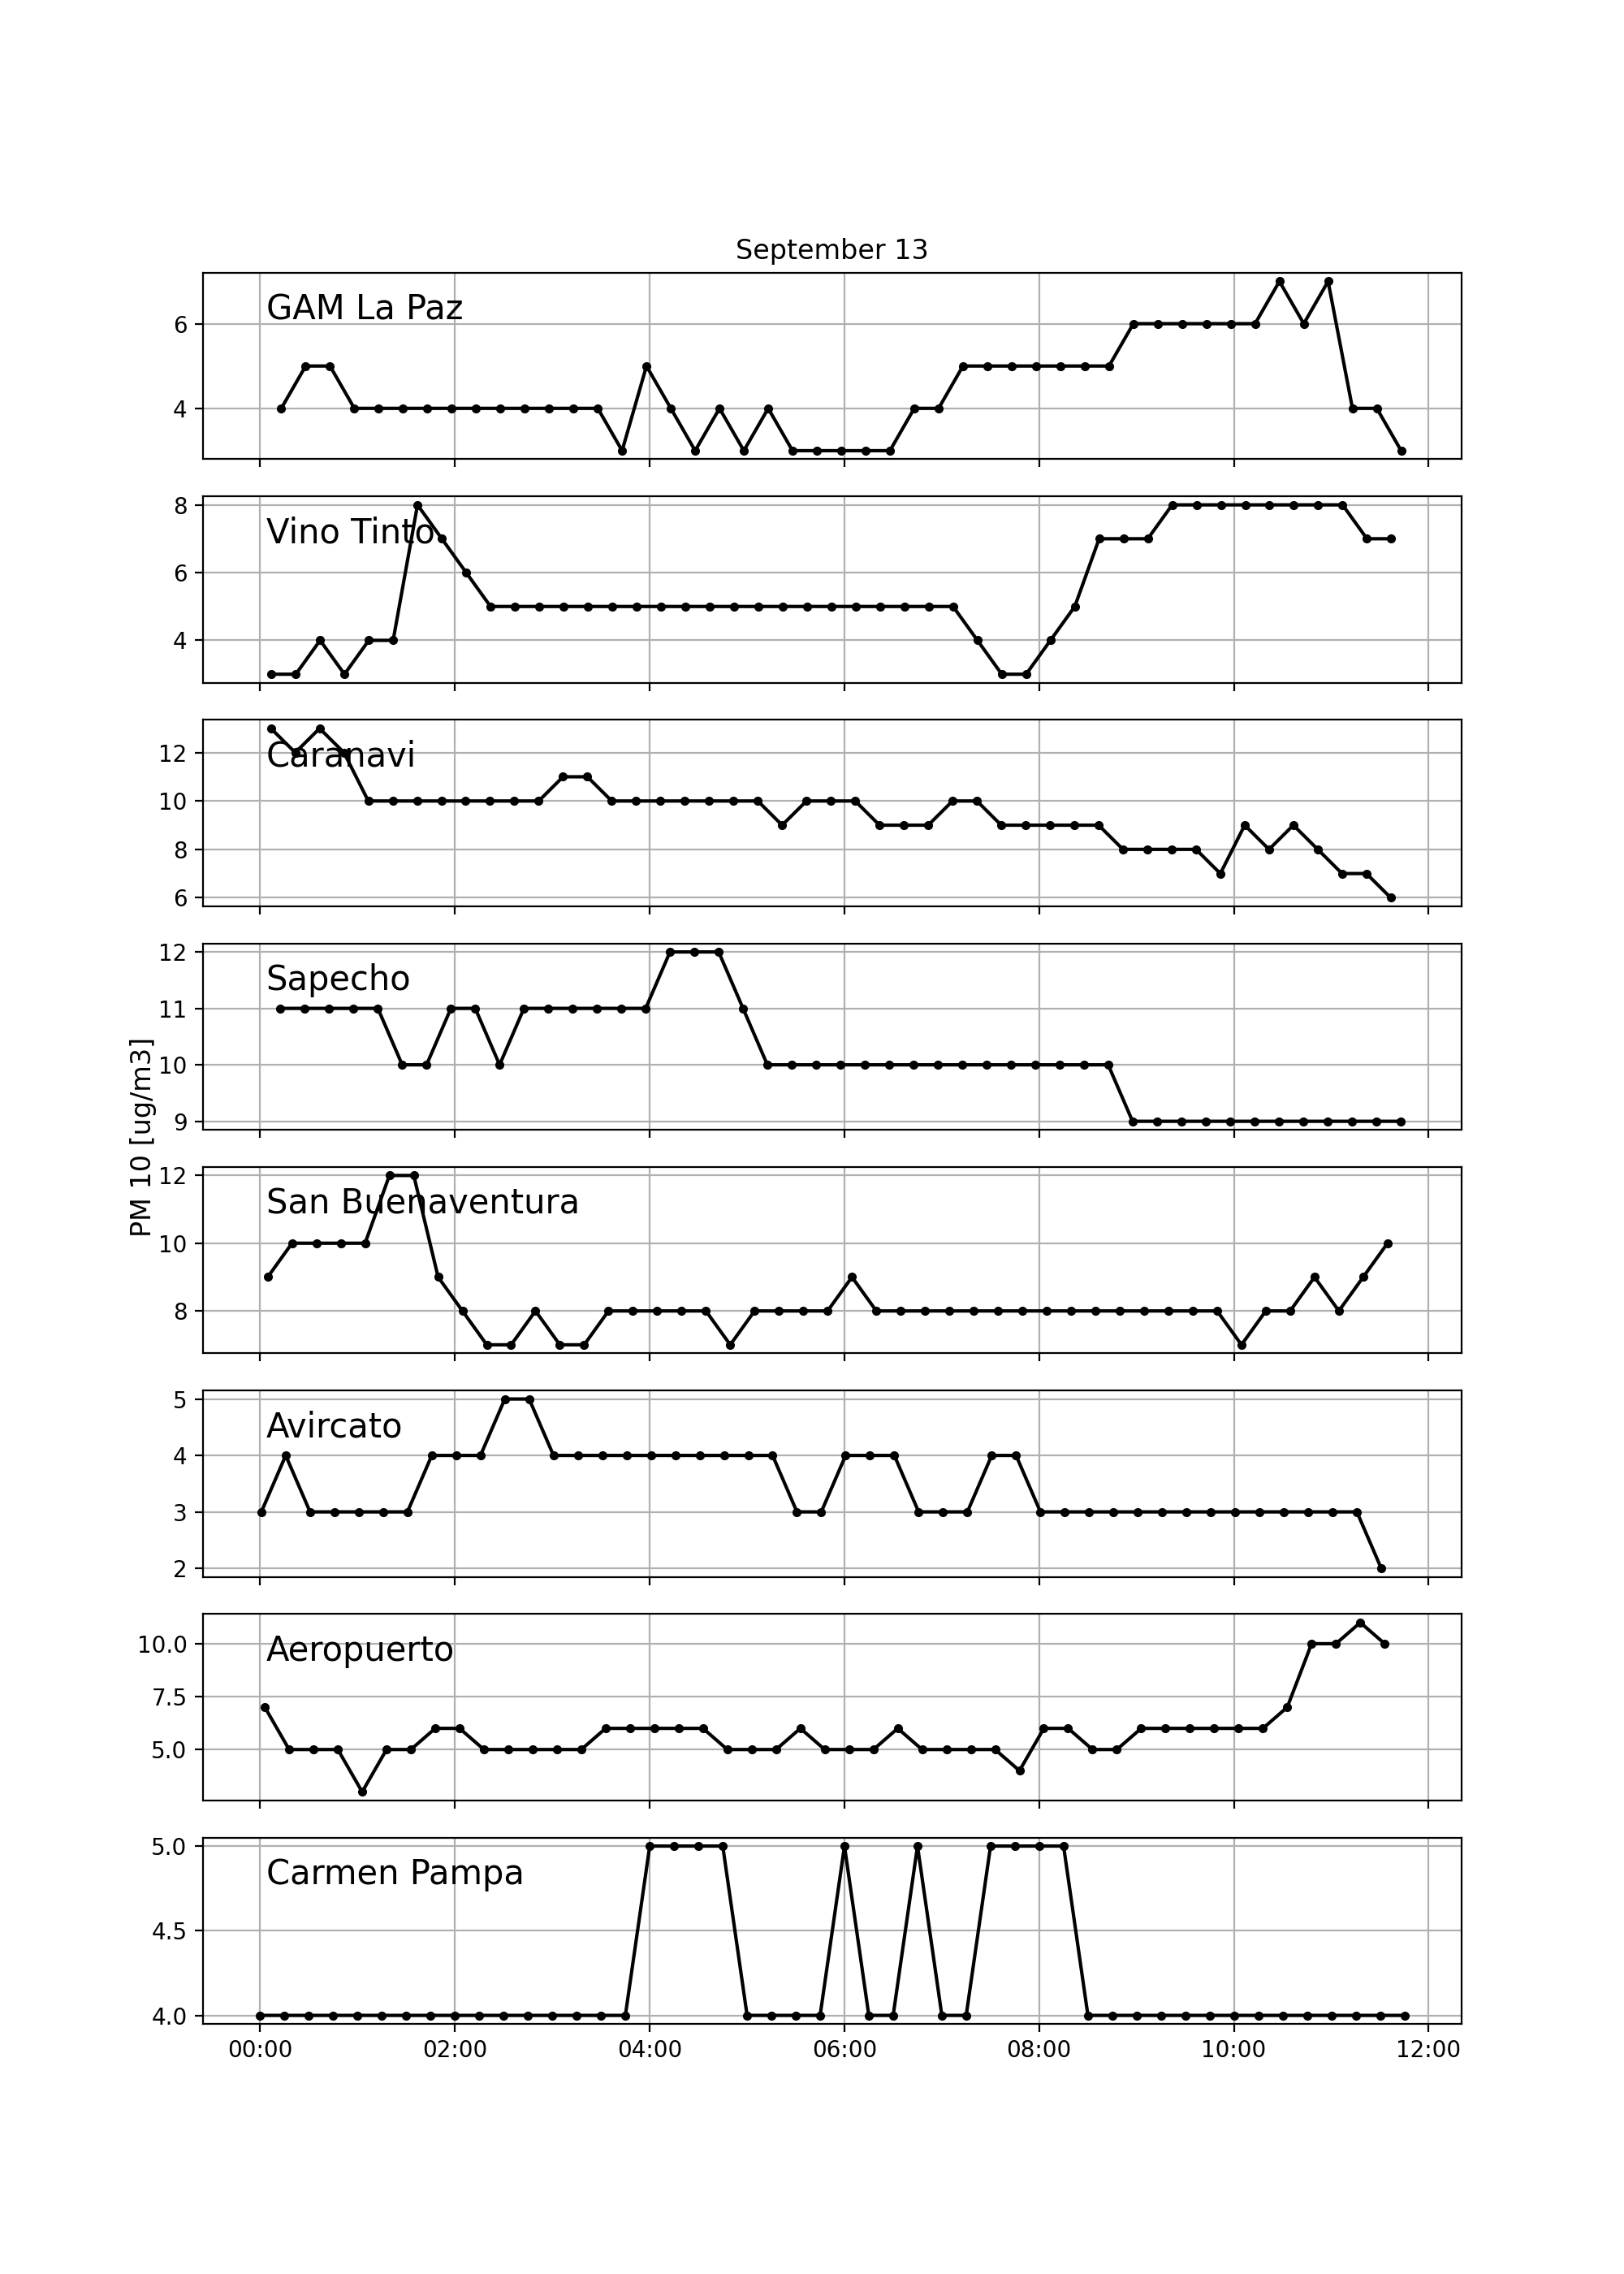 September 13
GAM La Paz
6
4
Vino Tinto
8
6
4
Caranavi
12
10
8
6
Sapecho
12
11
10
9
PM 10 [ug/m3]
San Buenaventura
12
10
8
Avircato
5
4
3
2
Aeropuerto
10.0
7.5
5.0
Carmen Pampa
5.0
4.5
4.0
00:00 02:00 04:00 06:00 08:00 10:00 12:00